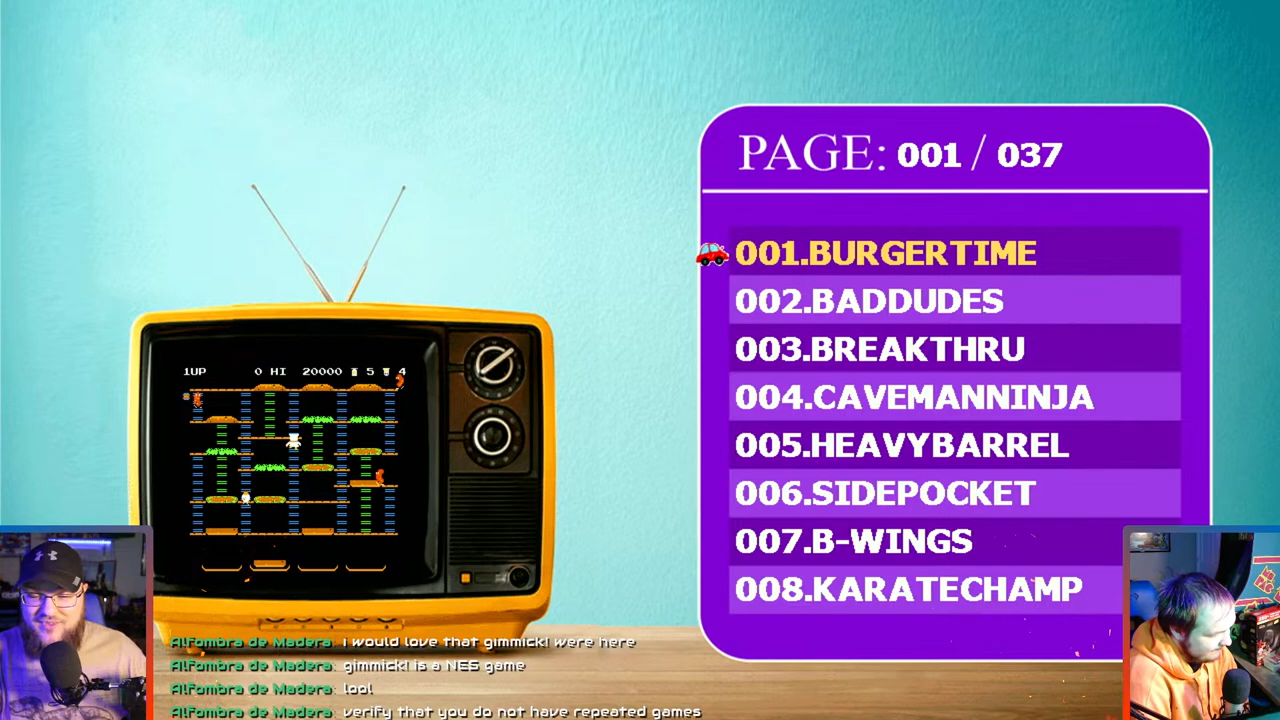 PAGE: 001 / 037
001.BURGERTIME
002.BADDUDES
003.BREAKTHRU
004.CAVEMANNINJA
005.HEAVYBARREL
006.SIDEPOCKET
007.B-WINGS
008.KARATECHAMP
1UP 0 HI 20000 5 4
Alfombra de Madera: i would love that gimmick! were here
Alfombra de Madera: gimmick! is a NES game
Alfombra de Madera: lool
Alfombra de Madera: verify that you do not have repeated games